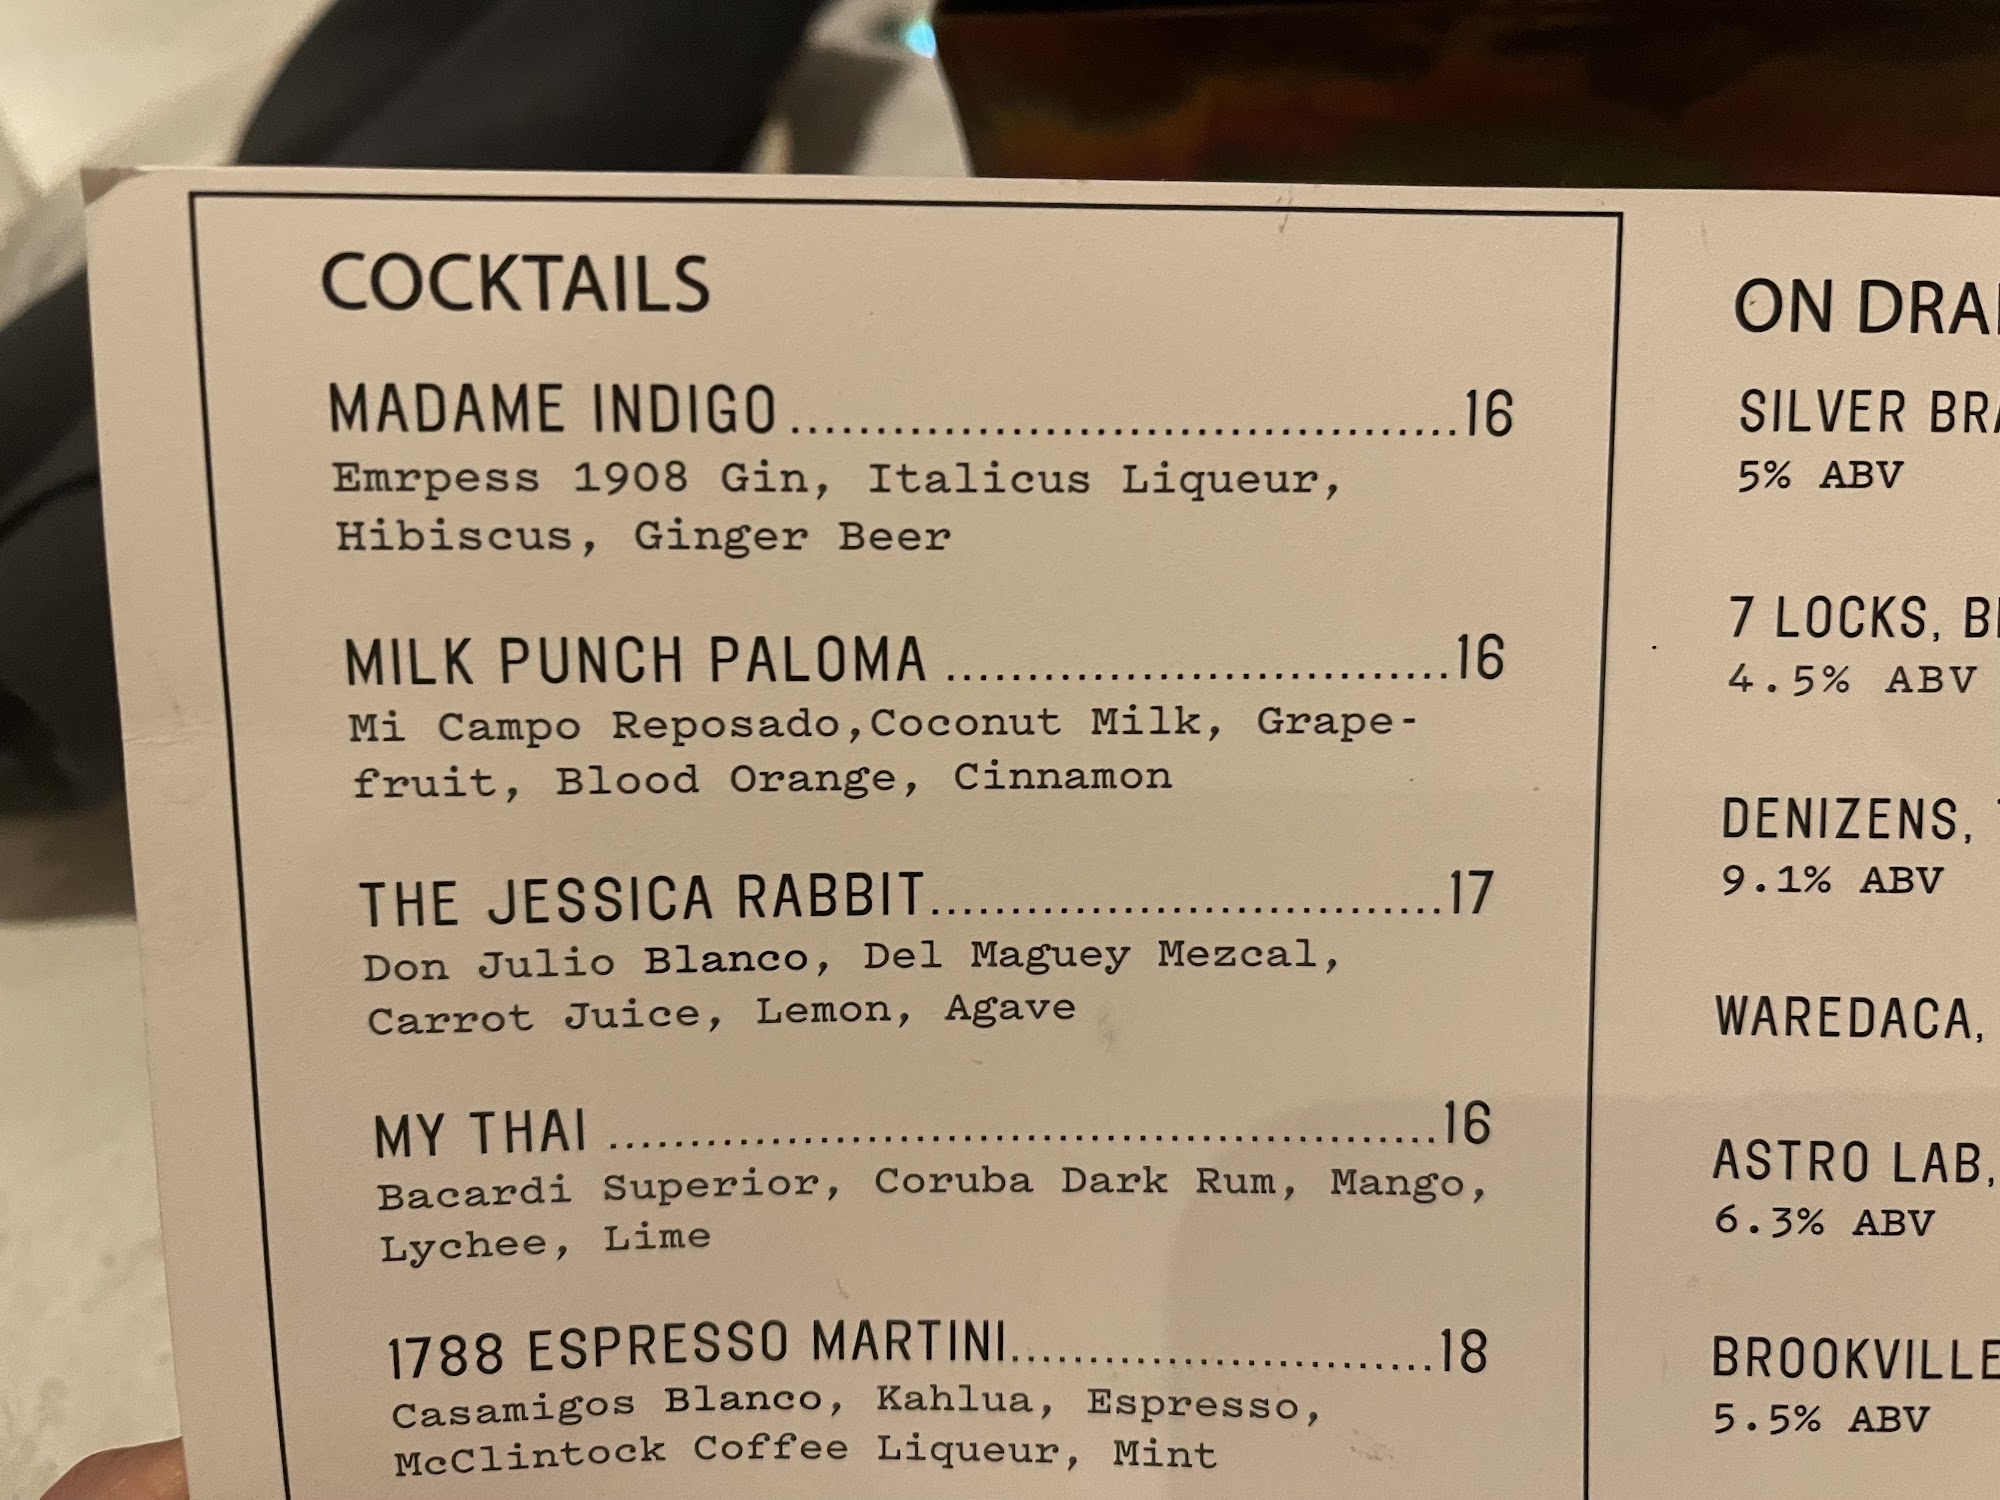 COCKTAILS
MADAME INDIGO ................................................16
Emrpess 1908 Gin, Italicus Liqueur,
Hibiscus, Ginger Beer
MILK PUNCH PALOMA ....................................16
Mi Campo Reposado,Coconut Milk, Grape-
fruit, Blood Orange, Cinnamon
THE JESSICA RABBIT.....................................17
Don Julio Blanco, Del Maguey Mezcal,
Carrot Juice, Lemon, Agave
MY THAI ............................................................16
Bacardi Superior, Coruba Dark Rum, Mango,
Lychee, Lime
1788 ESPRESSO MARTINI..............................18
Casamigos Blanco, Kahlua, Espresso,
McClintock Coffee Liqueur, Mint
ON
SILVER
5% ABV
7 LOCKS,
4.5% ABV
DENIZENS,
9.1% ABV
WAREDACA,
ASTRO LAB,
6.3% ABV
BROOKVILLE
5.5% ABV